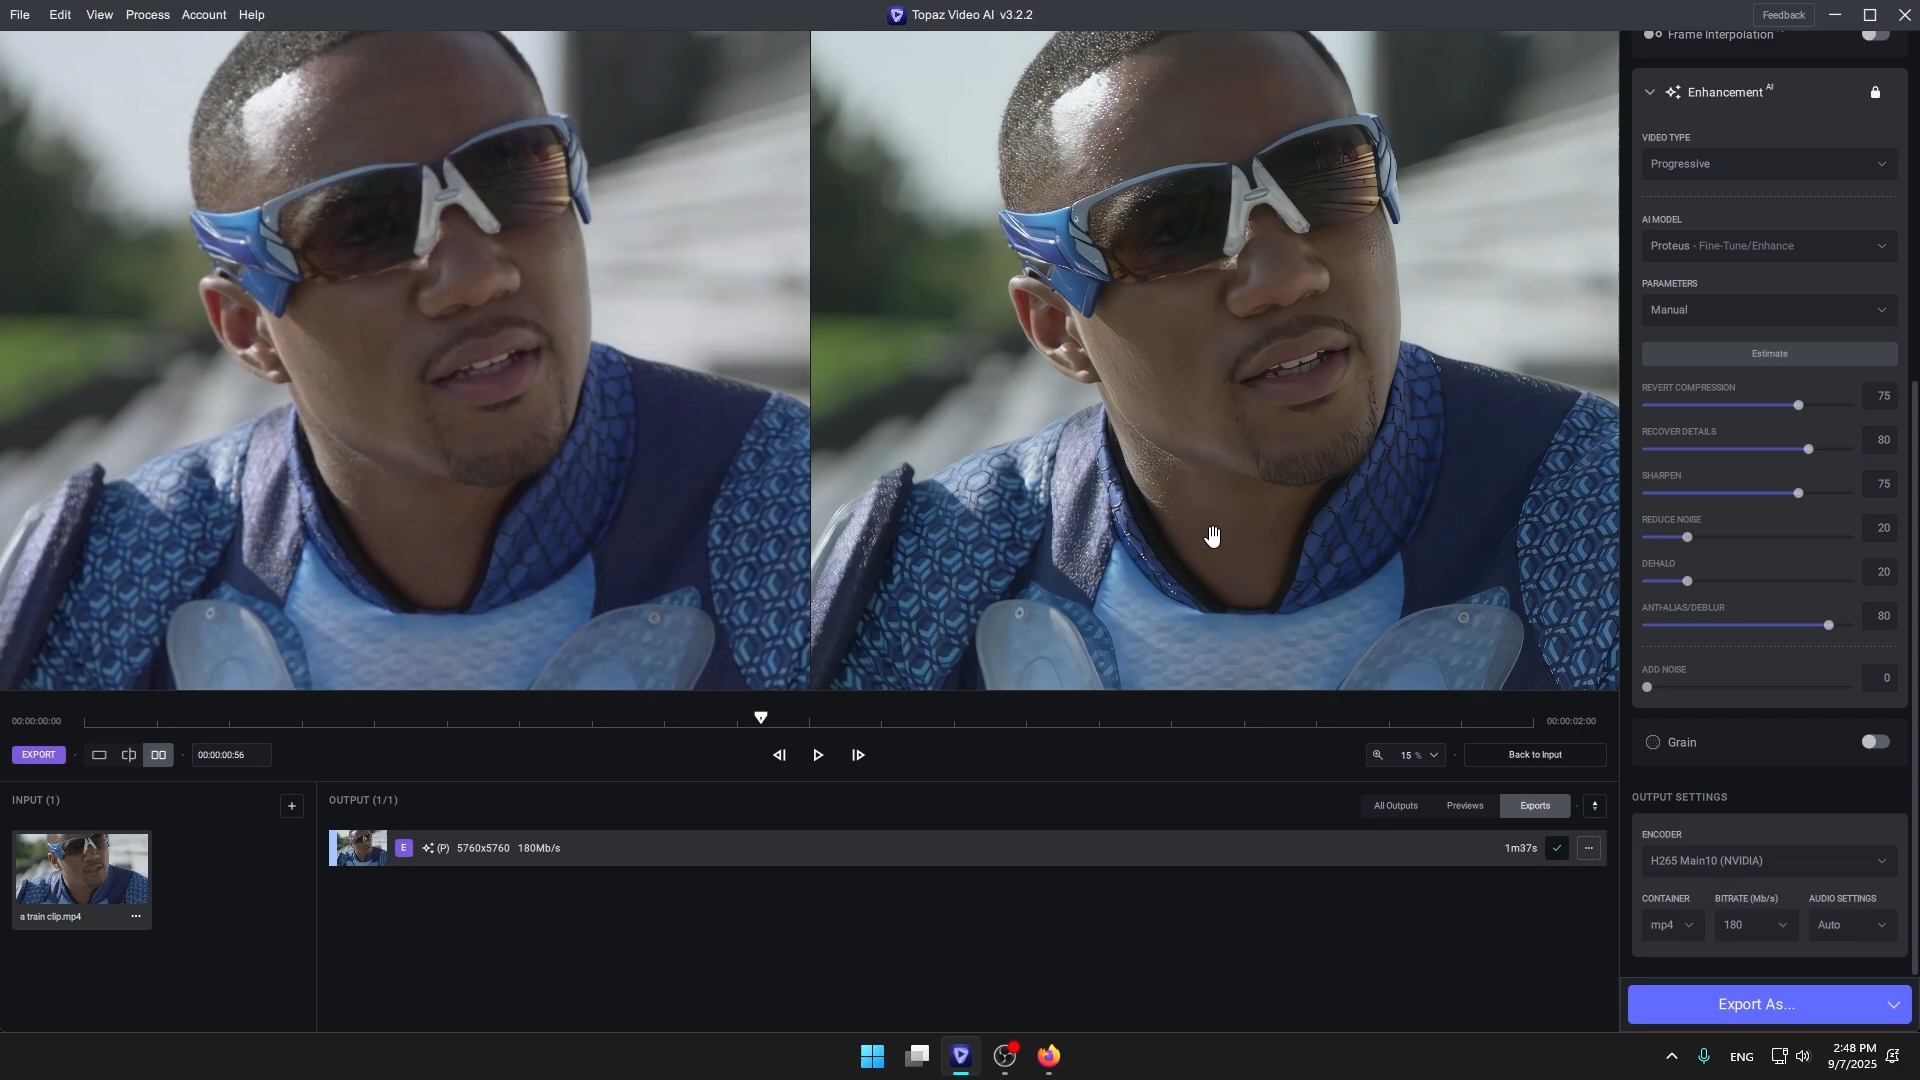 File Edit View Process Account Help
Topaz Video AI v3.2.2
Feedback
Frame Interpolation
Enhancement AI
VIDEO TYPE
Progressive
AI MODEL
Proteus - Fine-Tune/Enhance
PARAMETERS
Manual
Estimate
REVERT COMPRESSION
75
RECOVER DETAILS
80
SHARPEN
75
REDUCE NOISE
20
DEHALO
20
ANTI-ALIAS/DEBLUR
80
ADD NOISE
0
Grain
OUTPUT SETTINGS
ENCODER
H265 Main10 (NVIDIA)
CONTAINER BITRATE (Mb/s) AUDIO SETTINGS
mp4 180 Auto
Export As...
00:00:00:00
00:00:02:00
EXPORT
00:00:00:56
15 %
Back to Input
INPUT (1)
+
a train clip.mp4
OUTPUT (1/1)
All Outputs Previews Exports
E (P) 5760x5760 180Mb/s
1m37s
ENG
2:48 PM
9/7/2025